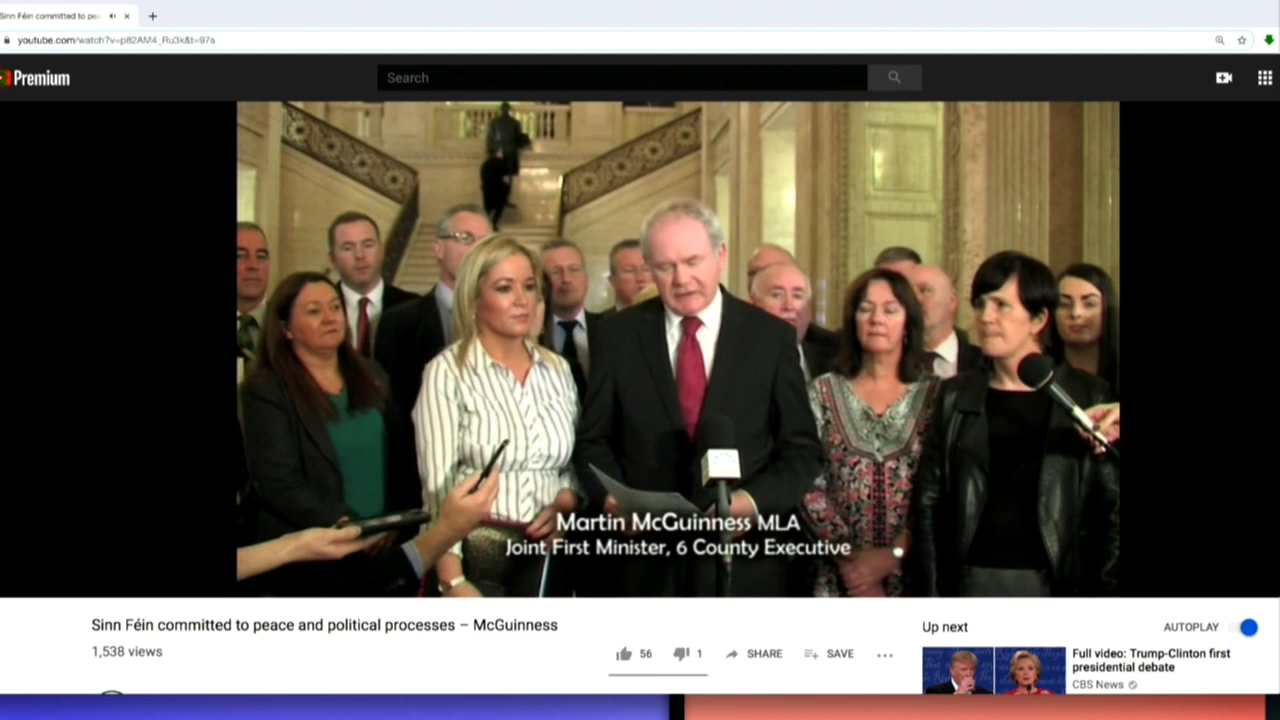 Sinn Féin committed to pea
youtube.com/watch?v=p82AM4_Ru3k&t=97s
Premium
Search
Martin McGuinness MLA
Joint First Minister, 6 County Executive
Sinn Féin committed to peace and political processes – McGuinness
1,538 views
56
1
SHARE
SAVE
Up next
AUTOPLAY
Full video: Trump-Clinton first
presidential debate
CBS News